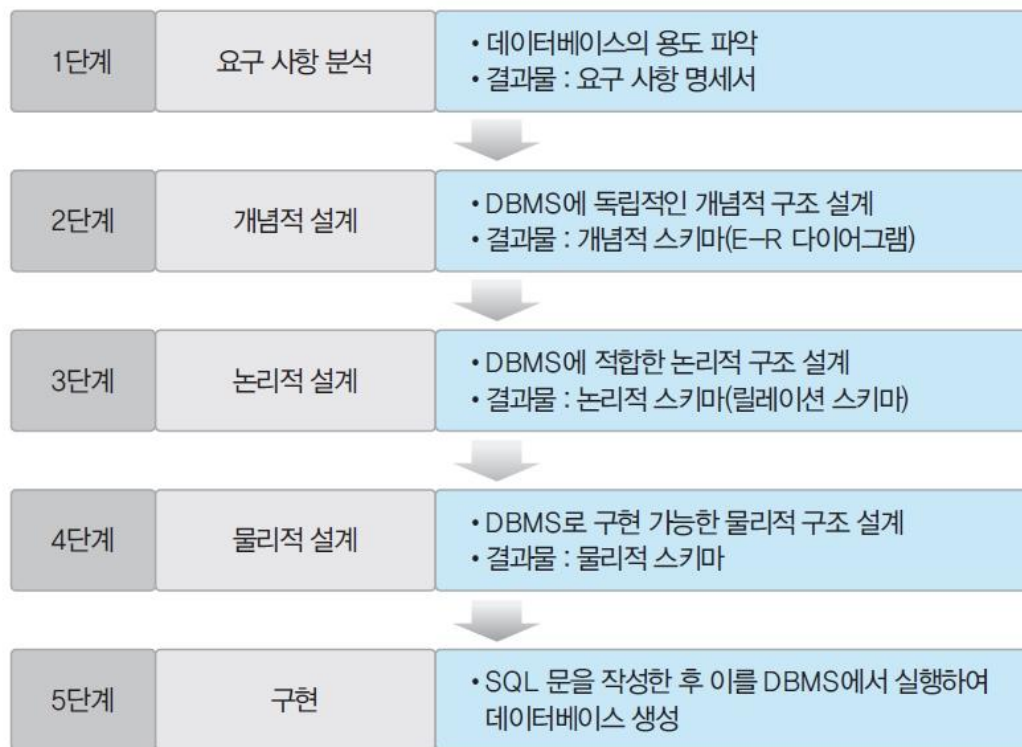 1단계
요구 사항 분석
• 데이터베이스의 용도 파악
• 결과물 : 요구 사항 명세서
2단계
개념적 설계
• DBMS에 독립적인 개념적 구조 설계
• 결과물 : 개념적 스키마(E-R 다이어그램)
3단계
논리적 설계
• DBMS에 적합한 논리적 구조 설계
• 결과물 : 논리적 스키마(릴레이션 스키마)
4단계
물리적 설계
• DBMS로 구현 가능한 물리적 구조 설계
• 결과물 : 물리적 스키마
5단계
구현
• SQL 문을 작성한 후 이를 DBMS에서 실행하여
데이터베이스 생성